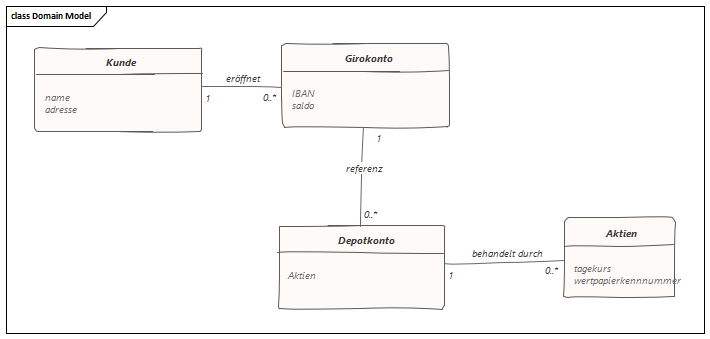 class Domain Model
Kunde
name
adresse
eröffnet
1
0..*
Girokonto
IBAN
saldo
1
referenz
0..*
Depotkonto
Aktien
behandelt durch
1
0..*
Aktien
tagekurs
wertpapierkennnummer